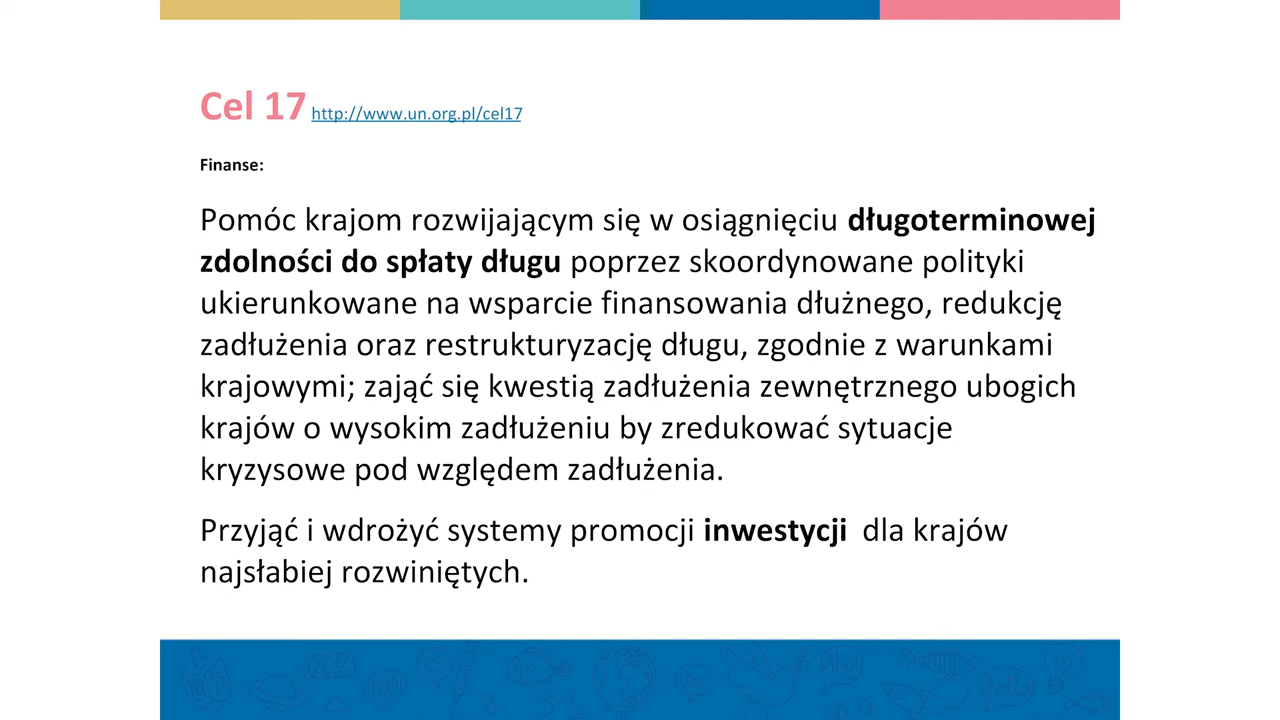 Cel 17 http://www.un.org.pl/cel17
Finanse:
Pomóc krajom rozwijającym się w osiągnięciu długoterminowej
zdolności do spłaty długu poprzez skoordynowane polityki
ukierunkowane na wsparcie finansowania dłużnego, redukcję
zadłużenia oraz restrukturyzację długu, zgodnie z warunkami
krajowymi; zająć się kwestią zadłużenia zewnętrznego ubogich
krajów o wysokim zadłużeniu by zredukować sytuacje
kryzysowe pod względem zadłużenia.
Przyjąć i wdrożyć systemy promocji inwestycji dla krajów
najsłabiej rozwiniętych.